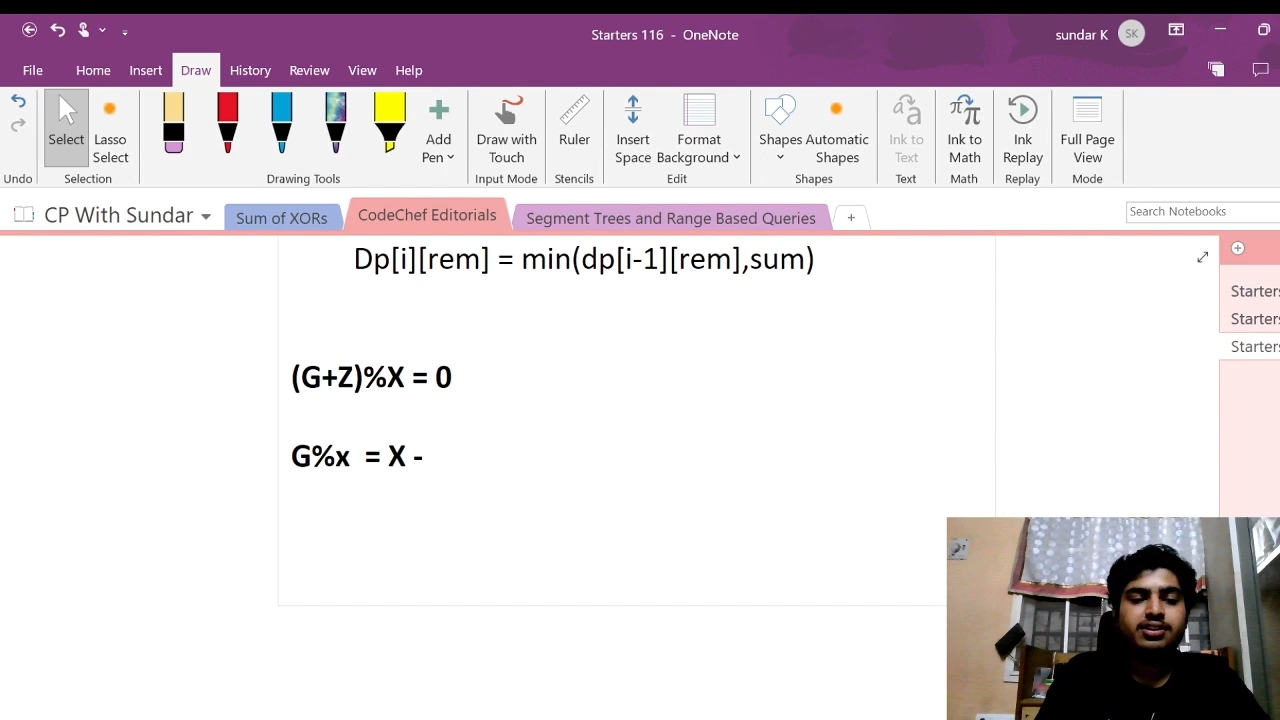 Starters 116 - OneNote
sundar K
SK
File Home Insert Draw History Review View Help
Select
Lasso Select
Add Pen
Draw with Touch
Ruler
Insert Space
Format Background
Shapes
Automatic Shapes
Ink to Text
Ink to Math
Ink Replay
Full Page View
Undo Selection Drawing Tools Input Mode Stencils Edit Shapes Text Math Replay Mode
CP With Sundar
Sum of XORs
CodeChef Editorials
Segment Trees and Range Based Queries
Search Notebooks
Dp[i][rem] = min(dp[i-1][rem],sum)
Starters
Starters
Starters
(G+Z)%X = 0
G%x = X -